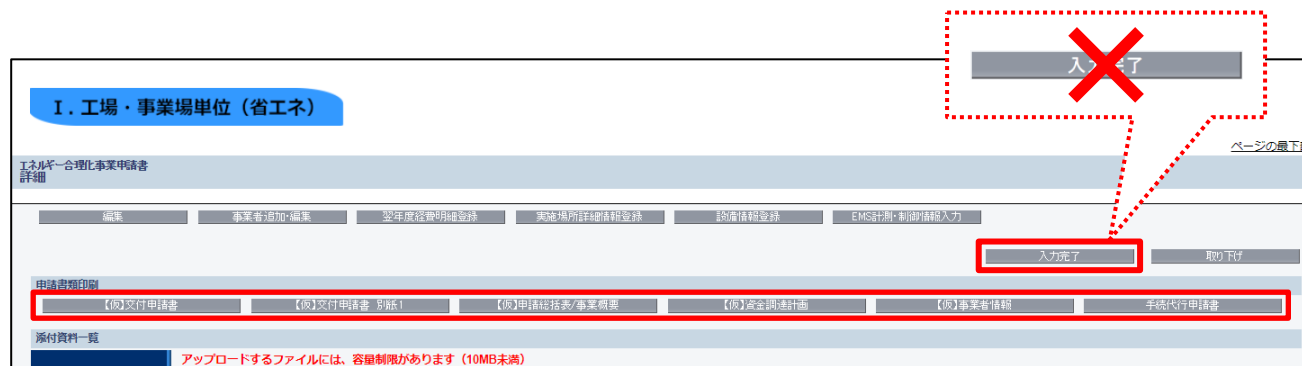 入力完了
I．工場・事業場単位（省エネ）
ページの最下
エネルギー合理化事業申請書
詳細
編集 事業者追加･編集 翌年度経費明細登録 実施場所詳細情報登録 設備情報登録 EMS計測･制御情報入力
入力完了 取り下げ
申請書類印刷
【仮】交付申請書 【仮】交付申請書 別紙1 【仮】申請総括表/事業概要 【仮】資金調達計画 【仮】事業者情報 手続代行申請書
添付資料一覧
アップロードするファイルには、容量制限があります（10MB未満）